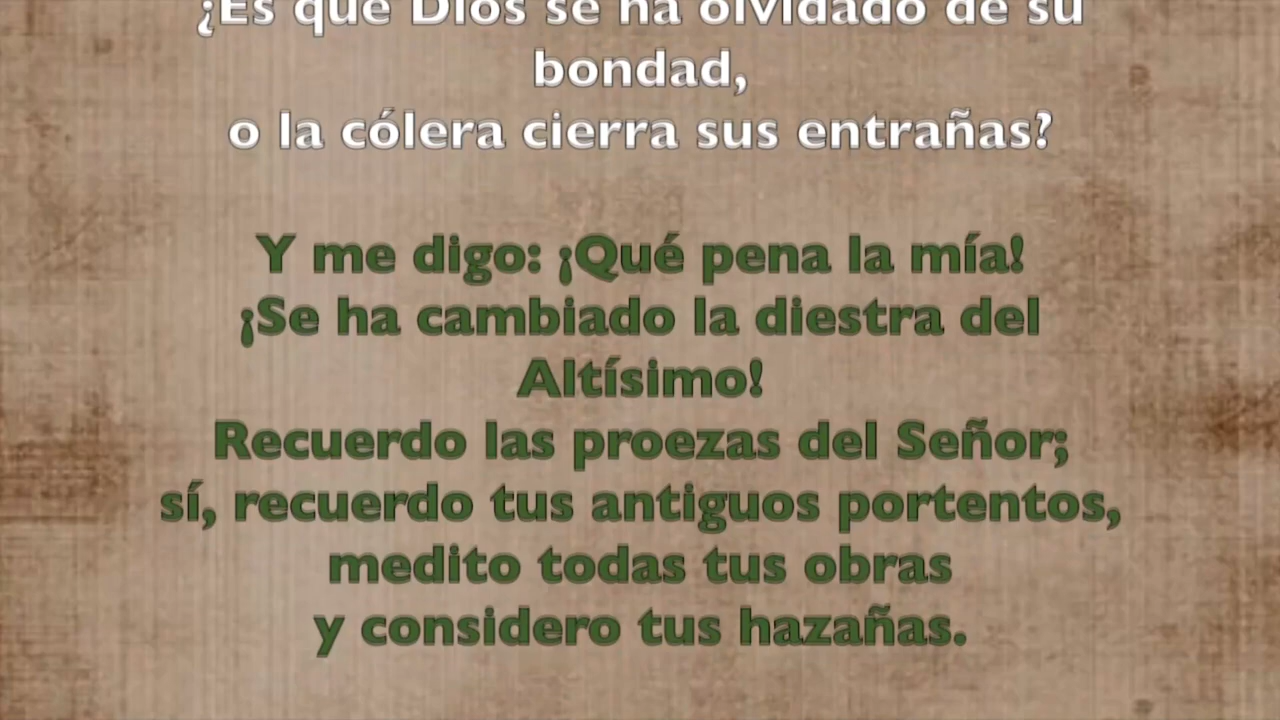 ¿Es que Dios se ha olvidado de su
bondad,
o la cólera cierra sus entrañas?
Y me digo: ¡Qué pena la mía!
¡Se ha cambiado la diestra del
Altísimo!
Recuerdo las proezas del Señor;
sí, recuerdo tus antiguos portentos,
medito todas tus obras
y considero tus hazañas.